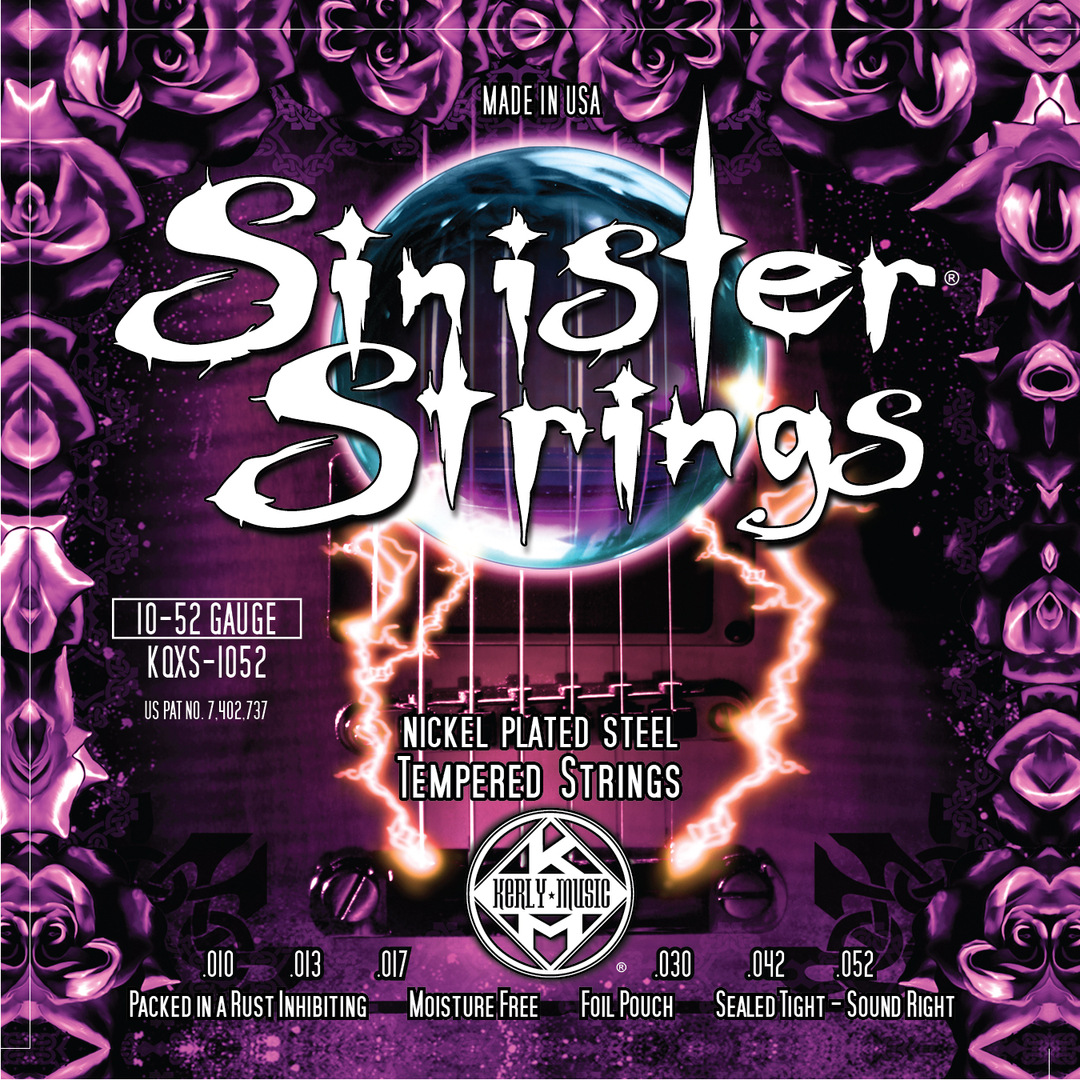 MADE IN USA
Sinister®
Strings
10-52 GAUGE
KQXS-1052
US PAT NO. 7,402,737
NICKEL PLATED STEEL
TEMPERED STRINGS
K
KERLY★MUSIC
M
®
.010 .013 .017 .030 .042 .052
PACKED IN A RUST INHIBITING MOISTURE FREE FOIL POUCH SEALED TIGHT – SOUND RIGHT